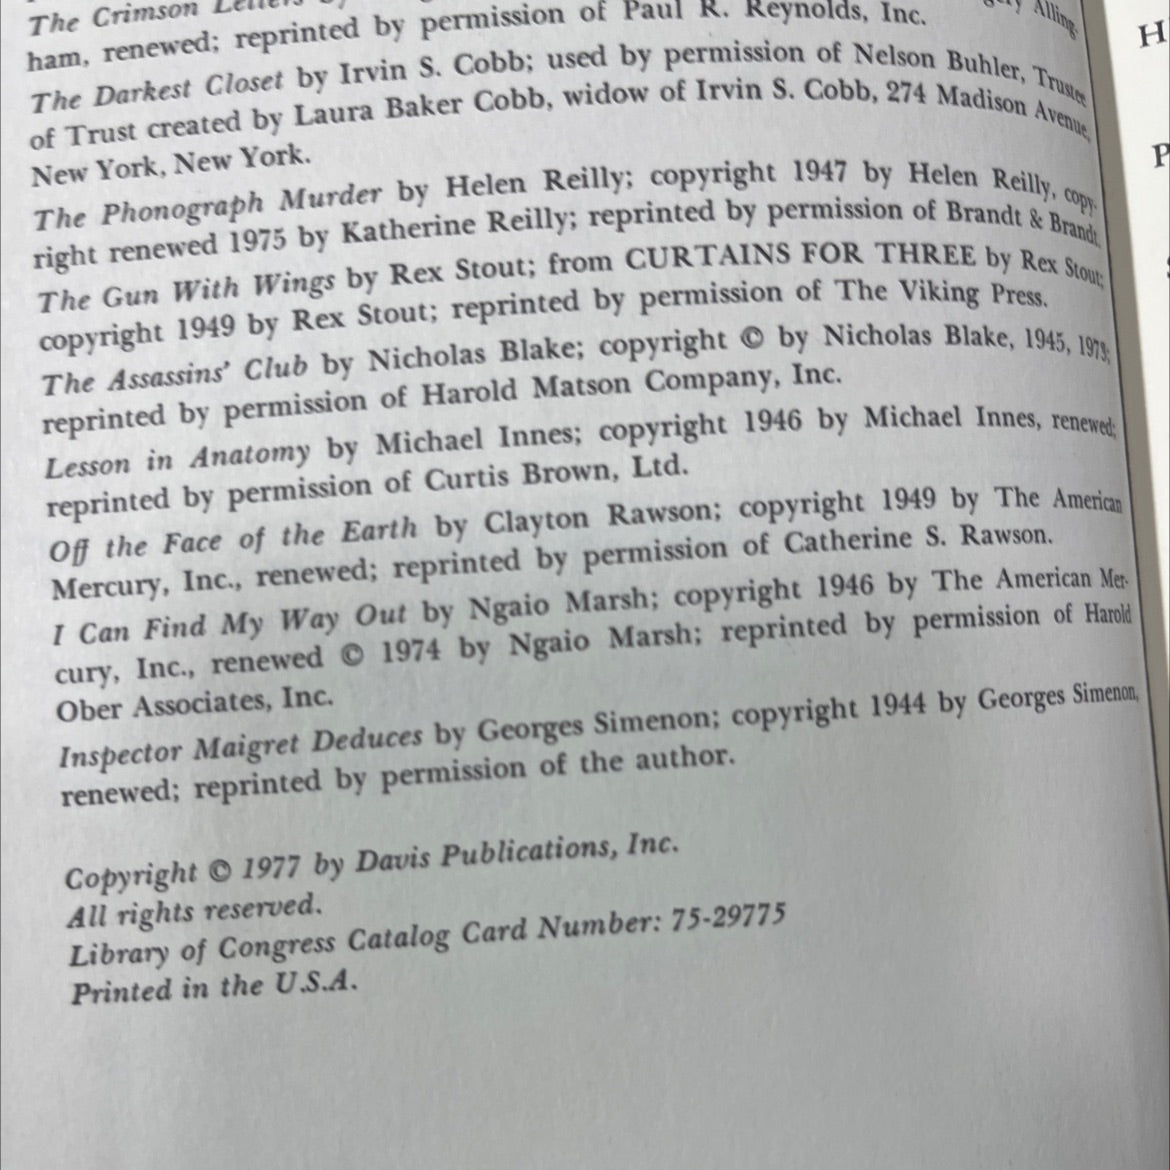 The Crimson Letters by
Alling-
ham, renewed; reprinted by permission of Paul R. Reynolds, Inc.
The Darkest Closet by Irvin S. Cobb; used by permission of Nelson Buhler, Trustee
of Trust created by Laura Baker Cobb, widow of Irvin S. Cobb, 274 Madison Avenue,
New York, New York.
The Phonograph Murder by Helen Reilly; copyright 1947 by Helen Reilly, copy-
right renewed 1975 by Katherine Reilly; reprinted by permission of Brandt & Brandt.
The Gun With Wings by Rex Stout; from CURTAINS FOR THREE by Rex Stout;
copyright 1949 by Rex Stout; reprinted by permission of The Viking Press.
The Assassins' Club by Nicholas Blake; copyright © by Nicholas Blake, 1945, 1973;
reprinted by permission of Harold Matson Company, Inc.
Lesson in Anatomy by Michael Innes; copyright 1946 by Michael Innes, renewed;
reprinted by permission of Curtis Brown, Ltd.
Off the Face of the Earth by Clayton Rawson; copyright 1949 by The American
Mercury, Inc., renewed; reprinted by permission of Catherine S. Rawson.
I Can Find My Way Out by Ngaio Marsh; copyright 1946 by The American Mer-
cury, Inc., renewed © 1974 by Ngaio Marsh; reprinted by permission of Harold
Ober Associates, Inc.
Inspector Maigret Deduces by Georges Simenon; copyright 1944 by Georges Simenon,
renewed; reprinted by permission of the author.
Copyright © 1977 by Davis Publications, Inc.
All rights reserved.
Library of Congress Catalog Card Number: 75-29775
Printed in the U.S.A.
H
P